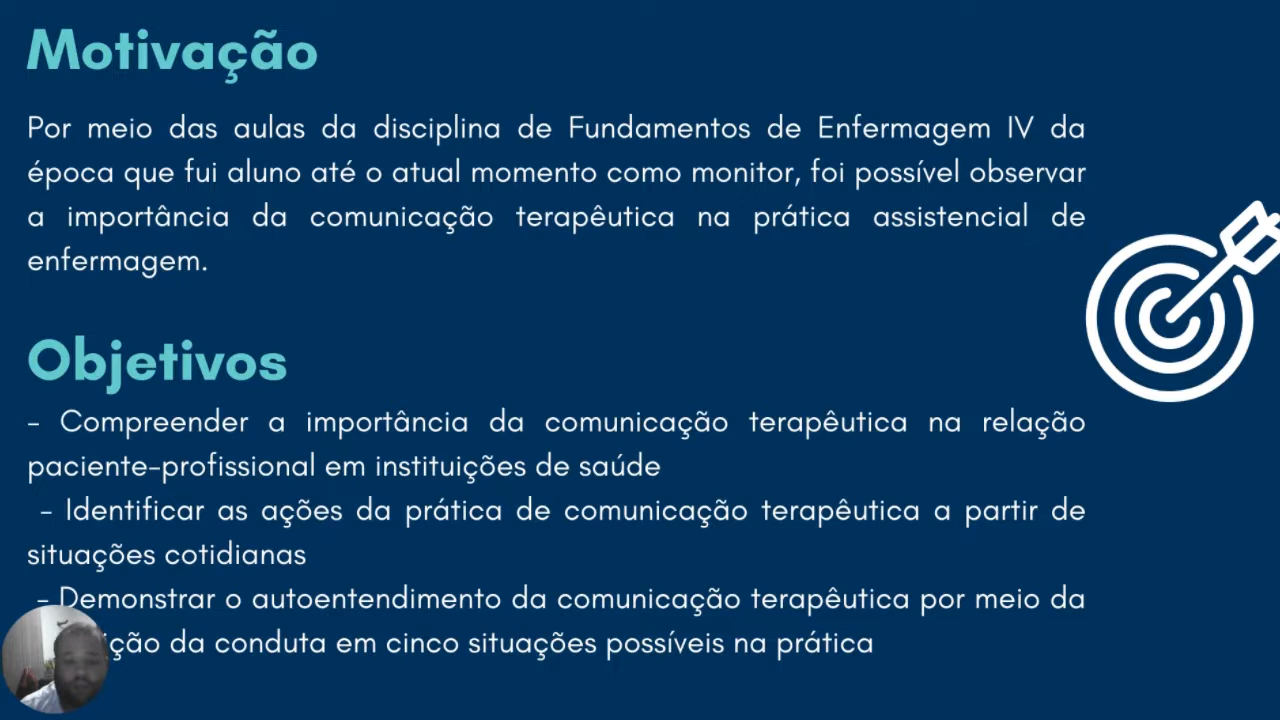 Motivação
Por meio das aulas da disciplina de Fundamentos de Enfermagem IV da
época que fui aluno até o atual momento como monitor, foi possível observar
a importância da comunicação terapêutica na prática assistencial de
enfermagem.
Objetivos
- Compreender a importância da comunicação terapêutica na relação
paciente-profissional em instituições de saúde
- Identificar as ações da prática de comunicação terapêutica a partir de
situações cotidianas
- Demonstrar o autoentendimento da comunicação terapêutica por meio da
da conduta em cinco situações possíveis na prática